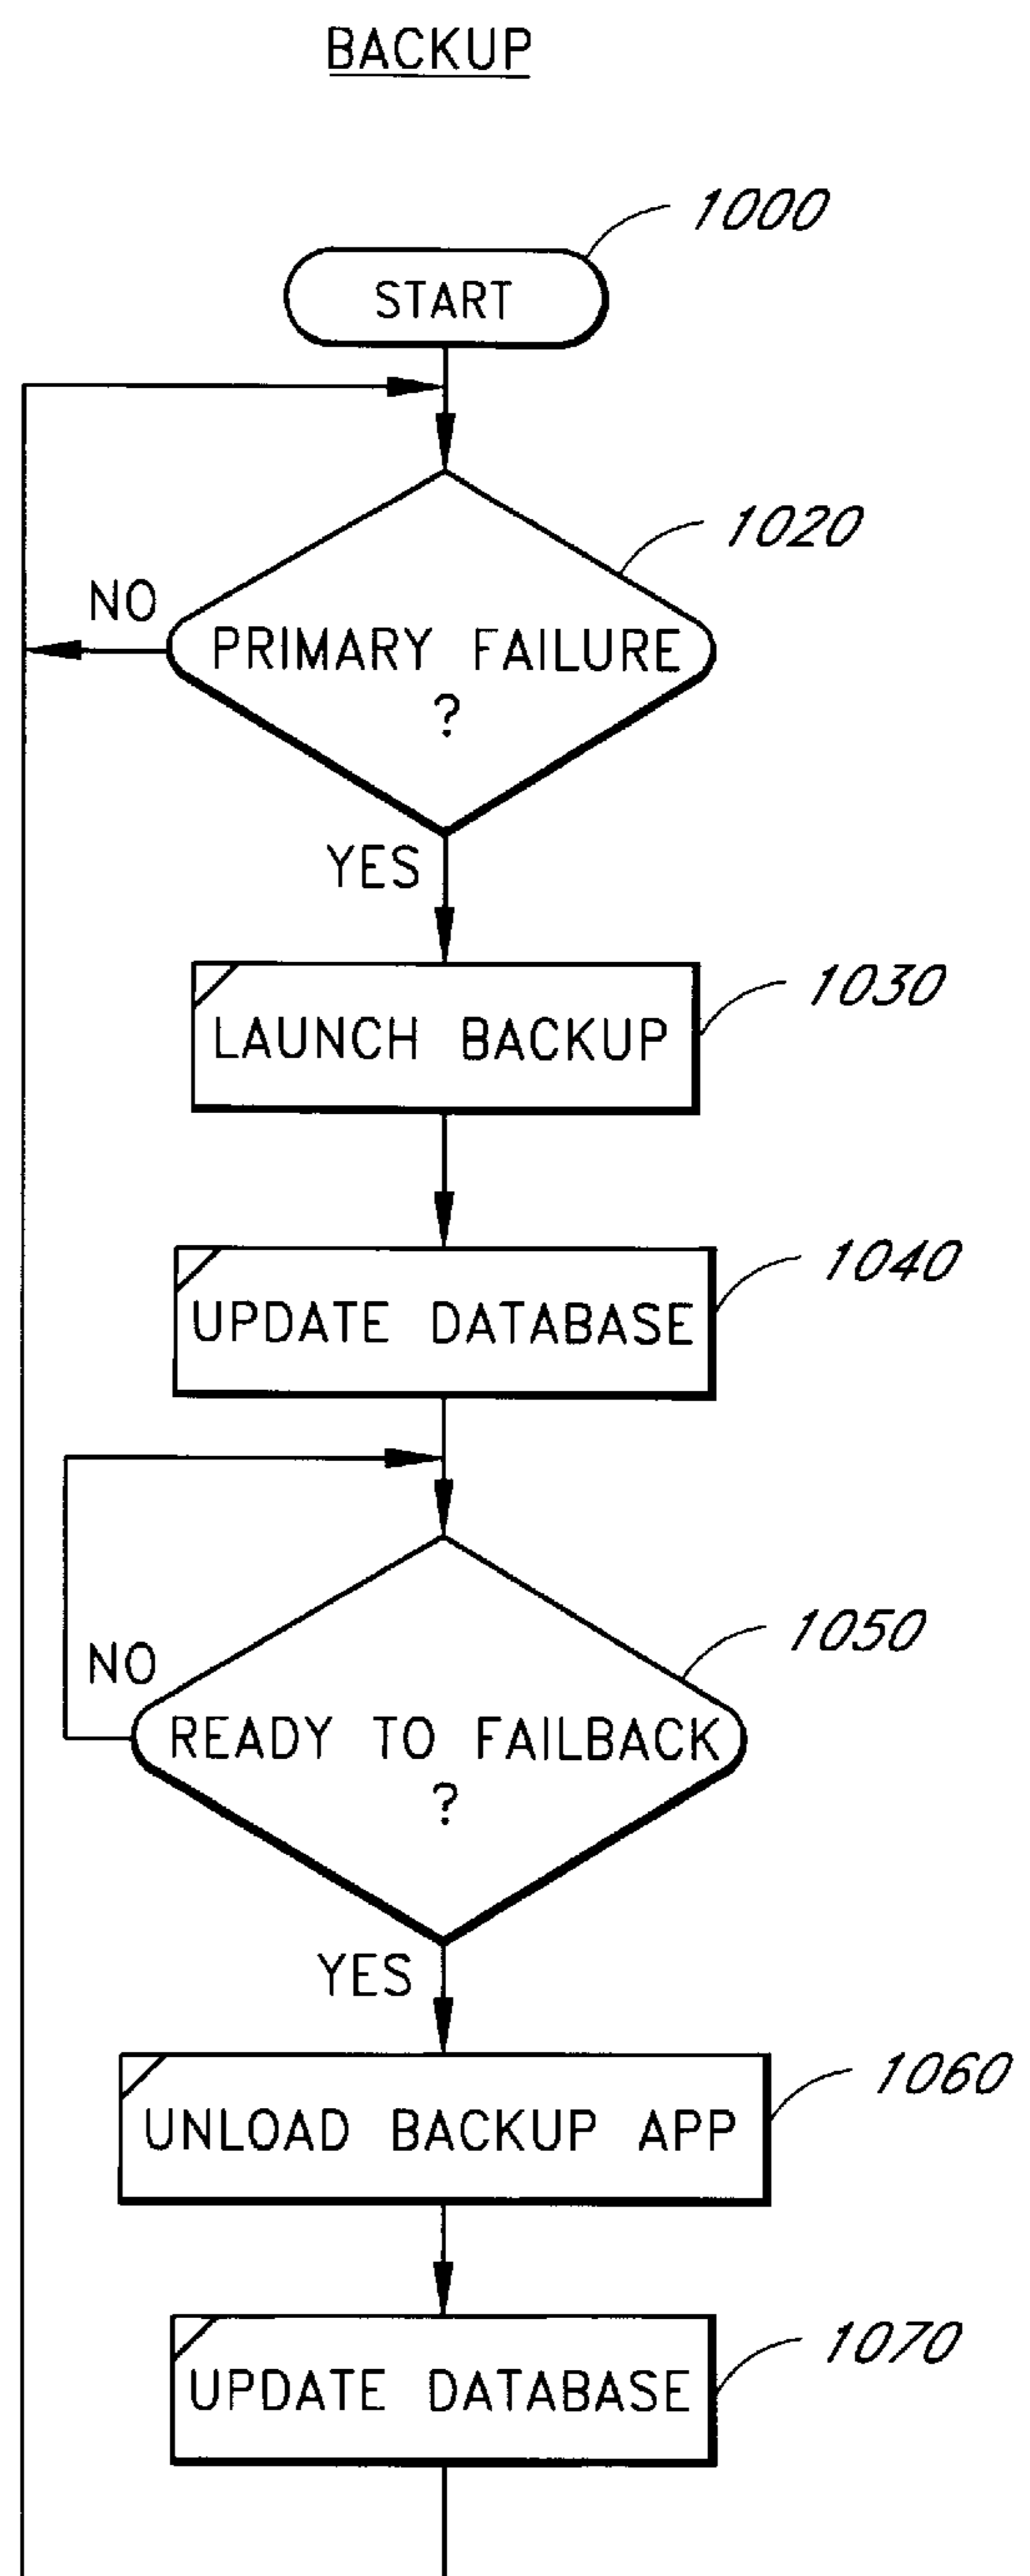 BACKUP
1000
START
1020
NO
PRIMARY FAILURE
?
YES
1030
LAUNCH BACKUP
1040
UPDATE DATABASE
1050
NO
READY TO FAILBACK
?
YES
1060
UNLOAD BACKUP APP
1070
UPDATE DATABASE